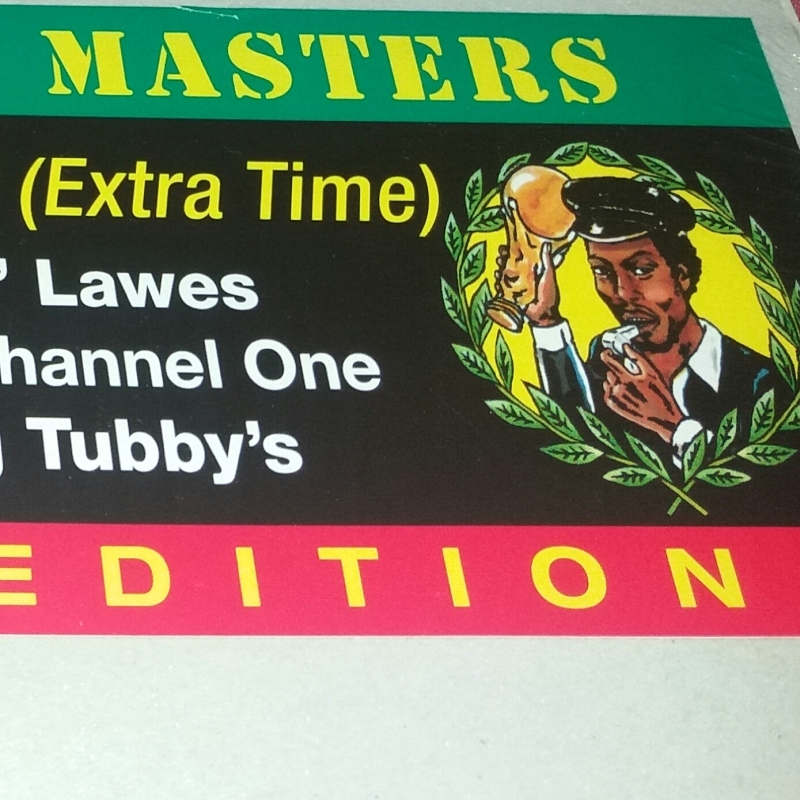 MASTERS
(Extra Time)
' Lawes
hannel One
Tubby's
EDITION